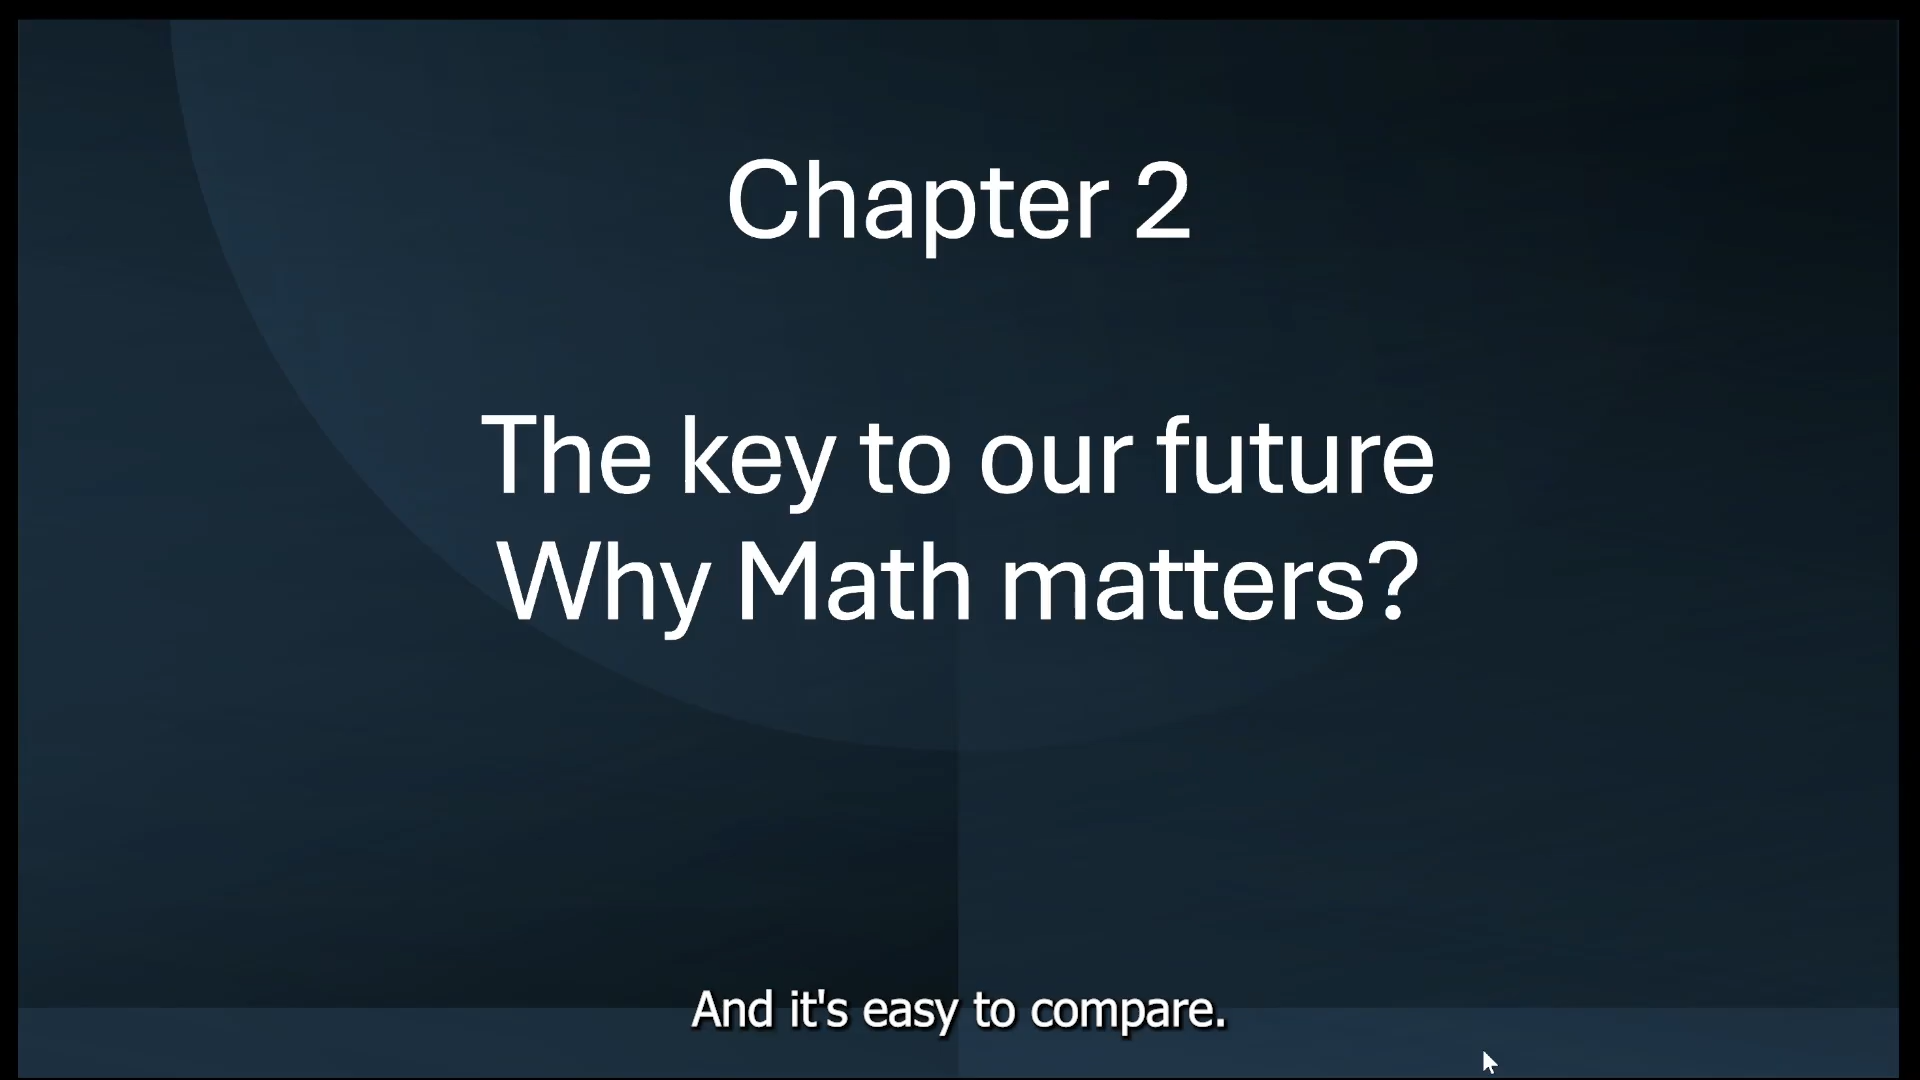 Chapter 2
The key to our future
Why Math matters?
And it's easy to compare.